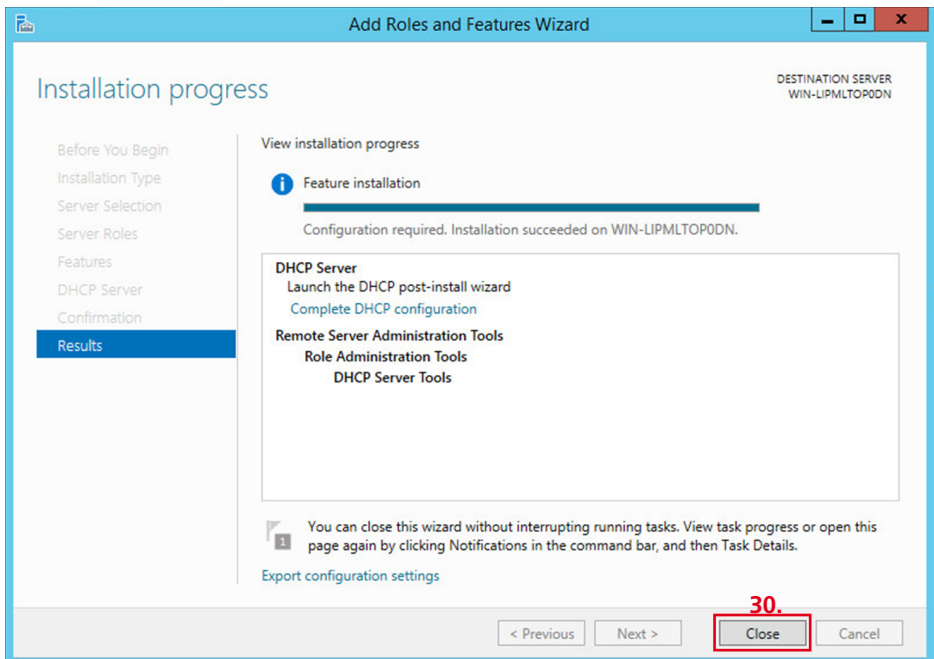 Add Roles and Features Wizard
Installation progress
DESTINATION SERVER
WIN-LIPMLTOP0DN
Before You Begin
Installation Type
Server Selection
Server Roles
Features
DHCP Server
Confirmation
Results
View installation progress
Feature installation
Configuration required. Installation succeeded on WIN-LIPMLTOP0DN.
DHCP Server
Launch the DHCP post-install wizard
Complete DHCP configuration
Remote Server Administration Tools
Role Administration Tools
DHCP Server Tools
1
You can close this wizard without interrupting running tasks. View task progress or open this
page again by clicking Notifications in the command bar, and then Task Details.
Export configuration settings
30.
< Previous
Next >
Close
Cancel